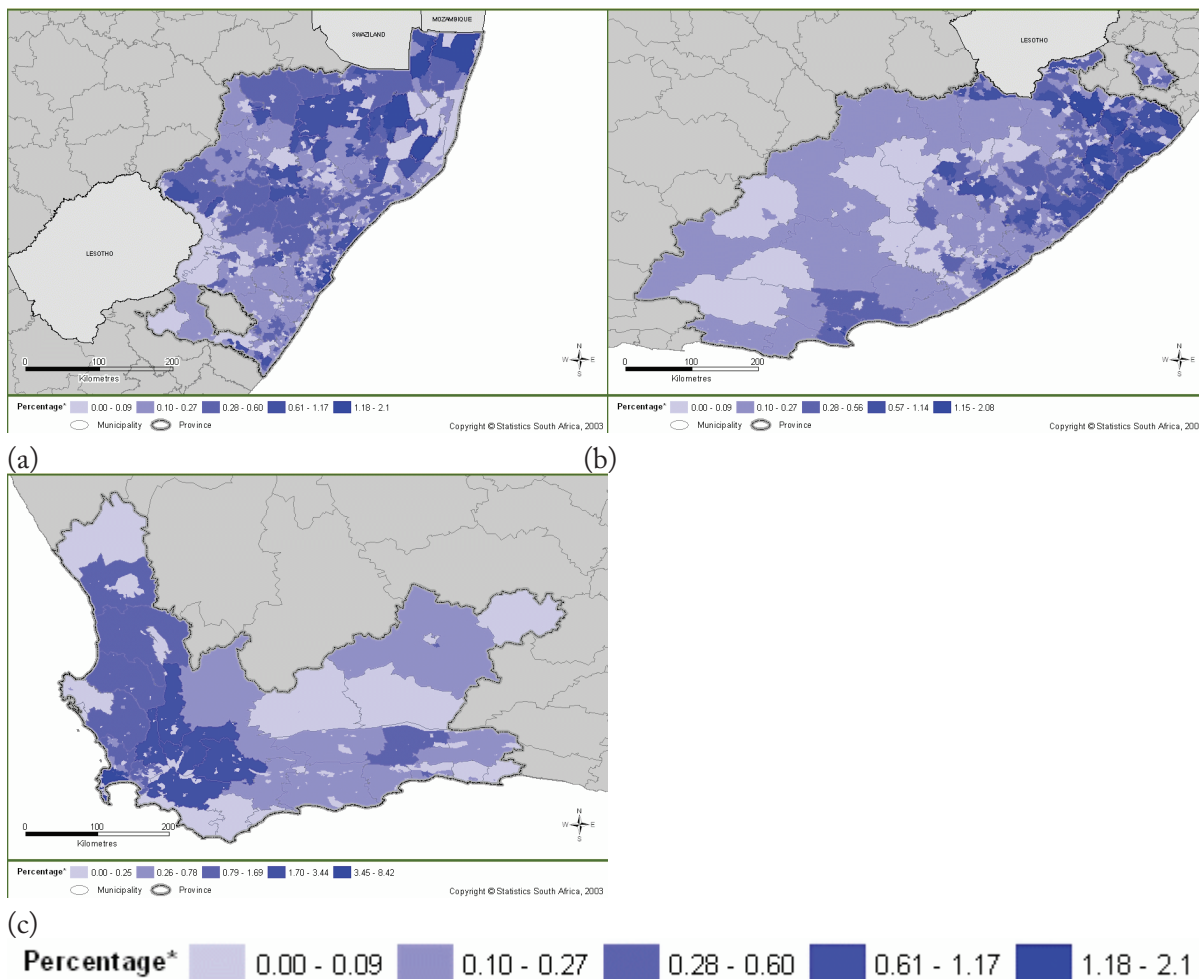 MOZAMBIQUE
SWAZILAND
LESOTHO
N
W E
S
0 100 200
Kilometres
Percentage* 0.00 - 0.09 0.10 - 0.27 0.28 - 0.60 0.61 - 1.17 1.18 - 2.1
Municipality Province Copyright © Statistics South Africa, 2003
(a)
LESOTHO
N
W E
S
0 100 200
Kilometres
Percentage* 0.00 - 0.09 0.10 - 0.27 0.28 - 0.56 0.57 - 1.14 1.15 - 2.08
Municipality Province Copyright © Statistics South Africa, 200
(b)
N
W E
S
0 100 200
Kilometres
Percentage* 0.00 - 0.25 0.26 - 0.78 0.79 - 1.69 1.70 - 3.44 3.45 - 8.42
Municipality Province Copyright © Statistics South Africa, 2003
(c)
Percentage* 0.00 - 0.09 0.10 - 0.27 0.28 - 0.60 0.61 - 1.17 1.18 - 2.1